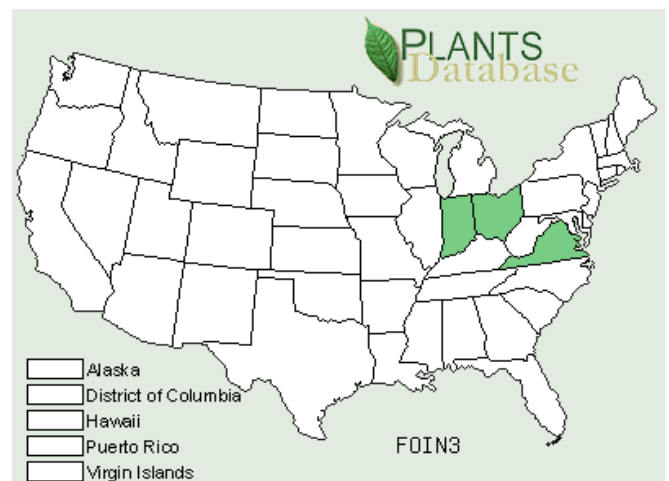 PLANTS
Database
Alaska
District of Columbia
Hawaii
Puerto Rico
Virgin Islands
FOIN3